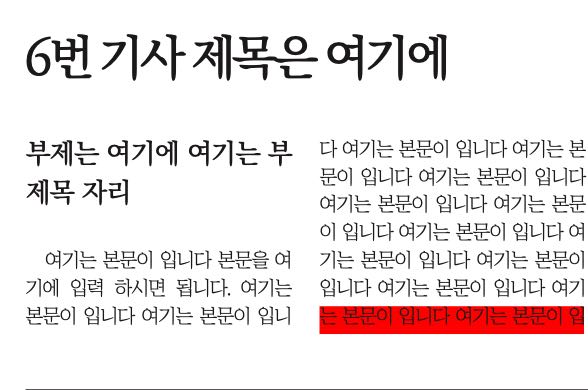 6번 기사 제목은 여기에
부제는 여기에 여기는 부
제목 자리
여기는 본문이 입니다 본문을 여
기에 입력 하시면 됩니다. 여기는
본문이 입니다 여기는 본문이 입니
다 여기는 본문이 입니다 여기는 본
문이 입니다 여기는 본문이 입니다
여기는 본문이 입니다 여기는 본문
이 입니다 여기는 본문이 입니다 여
기는 본문이 입니다 여기는 본문이
입니다 여기는 본문이 입니다 여기
는 본문이 입니다 여기는 본문이 입